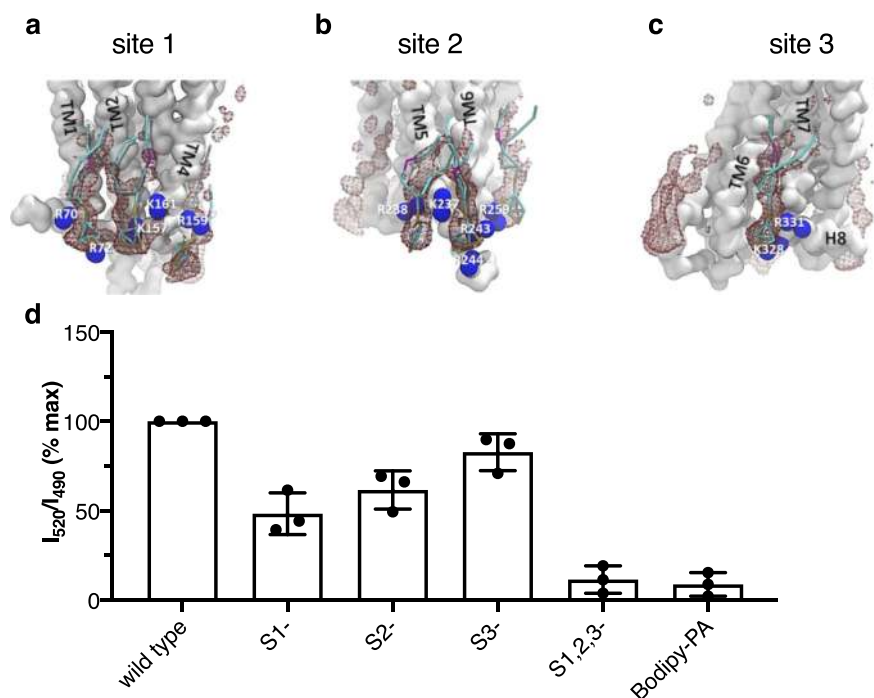 a site 1
b site 2
c site 3
TM1
TM2
TM4
R70
R72
K161
K157
R159
TM5
TM6
R238
K237
R259
R243
TM6
TM7
R331
K328
H8
d
I520/I490 (% max)
150
100
50
0
wild type
S1-
S2-
S3-
S1,2,3-
Bodipy-PA